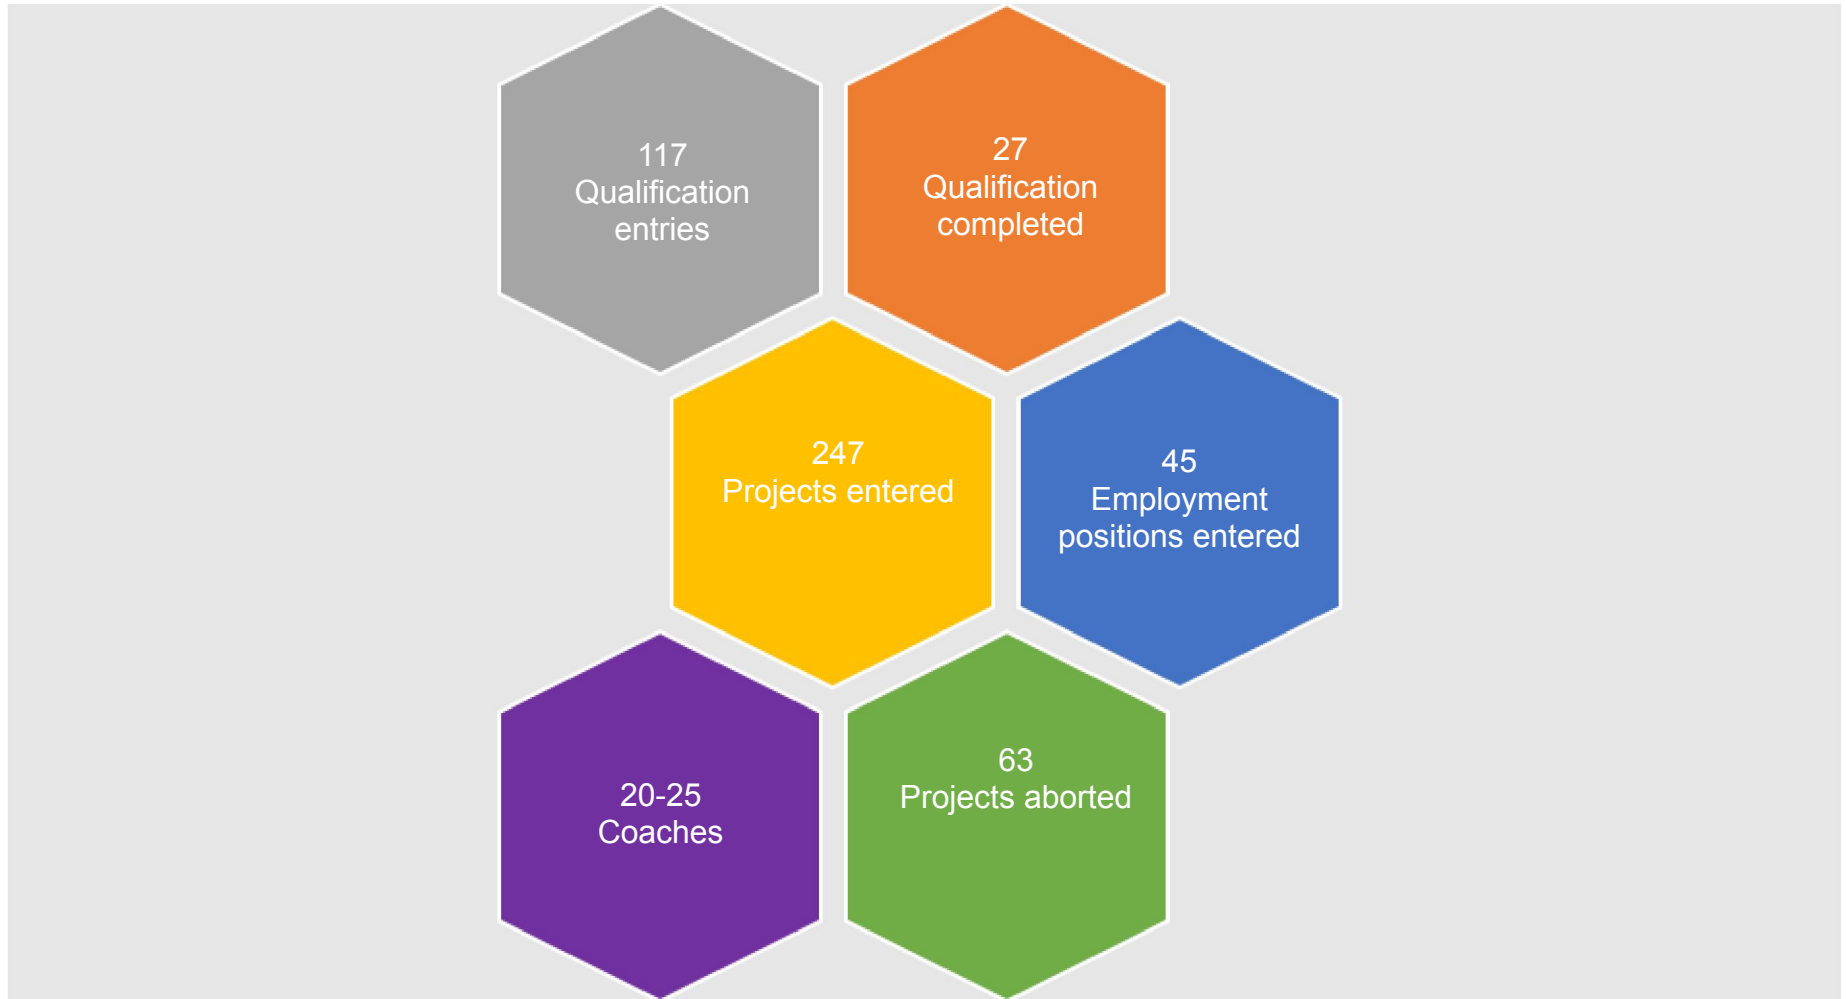 117
Qualification
entries
27
Qualification
completed
247
Projects entered
45
Employment
positions entered
20-25
Coaches
63
Projects aborted